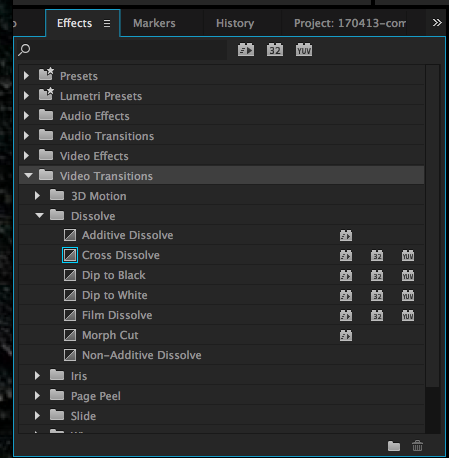 Effects Markers History Project: 170413-com
32 YUV
Presets
Lumetri Presets
Audio Effects
Audio Transitions
Video Effects
Video Transitions
3D Motion
Dissolve
Additive Dissolve
Cross Dissolve 32 YUV
Dip to Black 32 YUV
Dip to White 32 YUV
Film Dissolve 32 YUV
Morph Cut
Non-Additive Dissolve
Iris
Page Peel
Slide